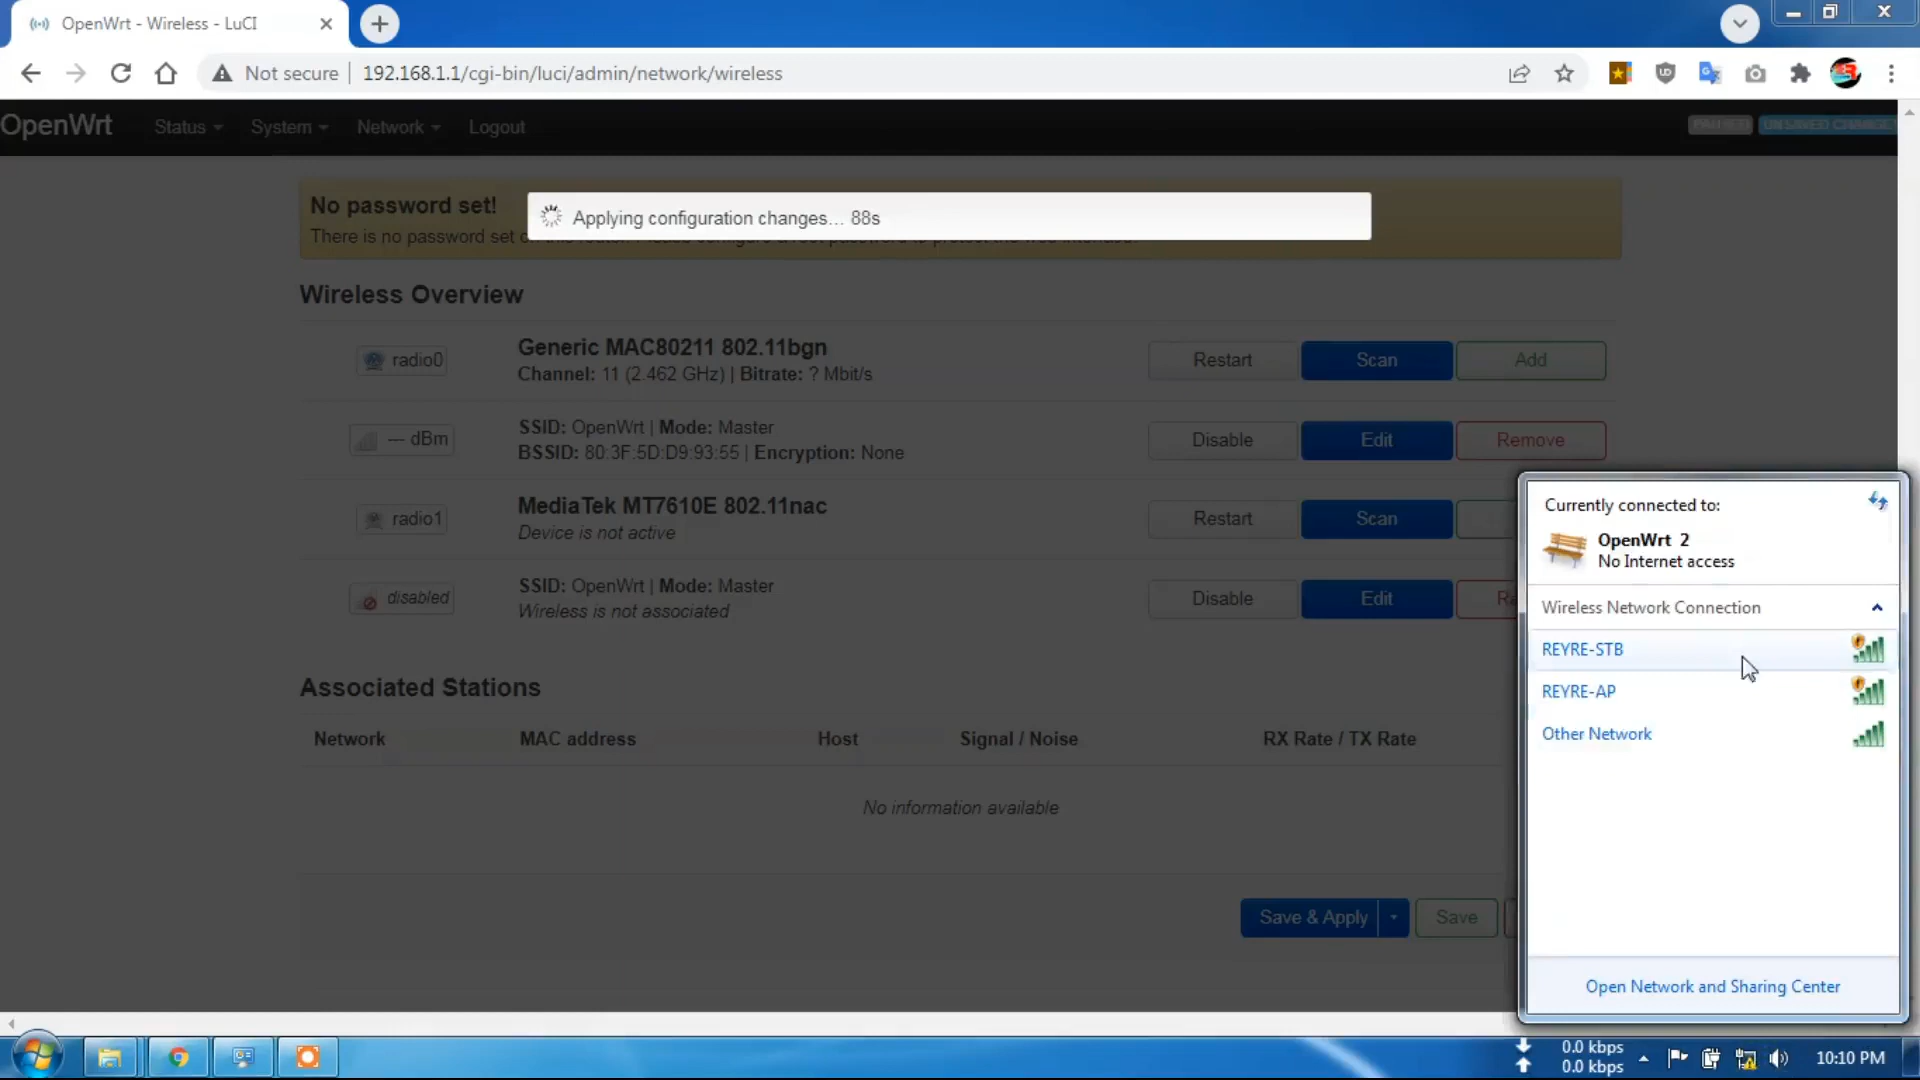 OpenWrt - Wireless - LuCI
Not secure
192.168.1.1/cgi-bin/luci/admin/network/wireless
OpenWrt
Status
System
Network
Logout
UNSAVED CHANGE
No password set!
There is no password set
Applying configuration changes... 88s
Wireless Overview
radio0
Generic MAC80211 802.11bgn
Channel: 11 (2.462 GHz) | Bitrate: ? Mbit/s
Restart
Scan
Add
--- dBm
SSID: OpenWrt | Mode: Master
BSSID: 80:3F:5D:D9:93:55 | Encryption: None
Disable
Edit
Remove
radio1
MediaTek MT7610E 802.11nac
Device is not active
Restart
Scan
disabled
SSID: OpenWrt | Mode: Master
Wireless is not associated
Disable
Edit
Associated Stations
Network
MAC address
Host
Signal / Noise
RX Rate / TX Rate
No information available
Save & Apply
Save
Currently connected to:
OpenWrt 2
No Internet access
Wireless Network Connection
REYRE-STB
REYRE-AP
Other Network
Open Network and Sharing Center
0.0 kbps
0.0 kbps
10:10 PM